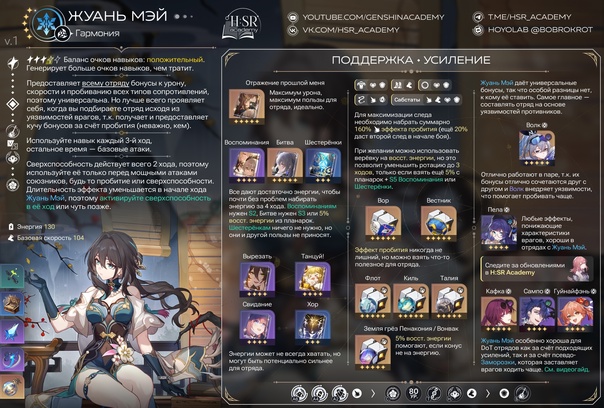 ЖУАНЬ МЭЙ
Гармония
v.1
H:SR
Academy
YOUTUBE.COM/GENSHINACADEMY
VK.COM/HSR_ACADEMY
T.ME/HSR_ACADEMY
HOYOLAB @BOBROKROT
Баланс очков навыков: положительный.
Генерирует больше очков навыков, чем тратит.
Предоставляет всему отряду бонусы к урону,
скорости и пробиванию всех типов сопротивлений,
поэтому универсальна. Но лучше всего проявляет
себя, когда вы подбираете отряд исходя из
уязвимостей врагов, т.к. получает и предоставляет
кучу бонусов за счёт пробития (неважно, кем).
Используйте навык каждый 3-й ход,
остальное время — базовые атаки.
Сверхспособность действует всего 2 хода, поэтому
используйте её только перед мощными атаками
союзников, будь то пробитие или сверхспособности.
Длительность эффекта уменьшается в начале хода
Жуань Мэй, поэтому активируйте сверхспособность
в её ход или чуть позже.
Энергия 130
Базовая скорость 104
ПОДДЕРЖКА • УСИЛЕНИЕ
Отражение прошлой меня
Максимум урона,
максимум пользы для
отряда, идеально.
Воспоминания
Битва
Шестерёнки
Все дают достаточно энергии, чтобы
почти без проблем набирать
энергию за 4 хода. Воспоминаниям
нужен S2, Битве нужен S3 или 5%
восст. энергии из планарок.
Шестерёнкам ничего не нужно, но
они и другой пользы не приносят.
Вырезать
Танцуй!
Свидание
Хор
Энергии может не всегда хватать, но
могут быть потенциально сильнее
для отряда.
Сабстаты
Для максимизации следа
необходимо набрать суммарно
160% эффекта пробития (ещё 20%
даст второй след в начале боя).
При желании можно использовать
верёвку на восст. энергии, но это
позволит уменьшить ротацию до 3
ходов, только если взять ещё 5% с
планарок + S5 Воспоминания или
Шестерёнки.
Вор
Вестник
Эффект пробития никогда не
лишний, но можно взять что-то
полезное для отряда.
Флот
Киль
Талия
Земля грёз Пенакония / Вонвак
5% восст. энергии
помогают, если конус
не на энергию.
Жуань Мэй даёт универсальные
бонусы, так что особой разницы нет,
к кому её ставить. Самое главное —
составлять отряд на основе
уязвимостей противников.
Волк
Отлично работают в паре, т.к. их
бонусы отлично сочетаются друг с
другом и Волк внедряет уязвимость,
что помогает пробивать чаще.
Пела
Любые эффекты,
понижающие
характеристики
врагов, хороши в
отрядах с Жуань Мэй.
Следите за обновлениями
в H:SR Academy
Кафка
Сампо
Гуйнайфэнь
Жуань Мэй особенно хороша для
DoT отрядов как за счёт подходящих
усилений, так и за счёт псевдо-
Заморозки, которая заставляет
врагов ходить чаще. См. видеогайд.
80